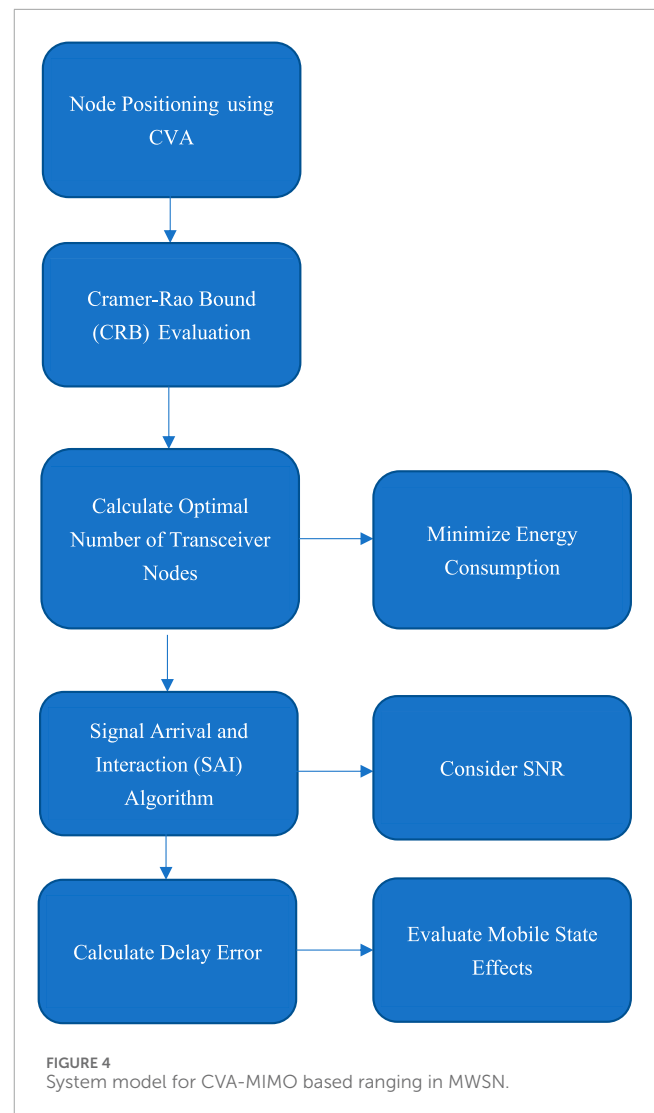 Node Positioning using
CVA
Cramer-Rao Bound
(CRB) Evaluation
Calculate Optimal
Number of Transceiver
Nodes
Minimize Energy
Consumption
Signal Arrival and
Interaction (SAI)
Algorithm
Consider SNR
Calculate Delay Error
Evaluate Mobile State
Effects
FIGURE 4
System model for CVA-MIMO based ranging in MWSN.